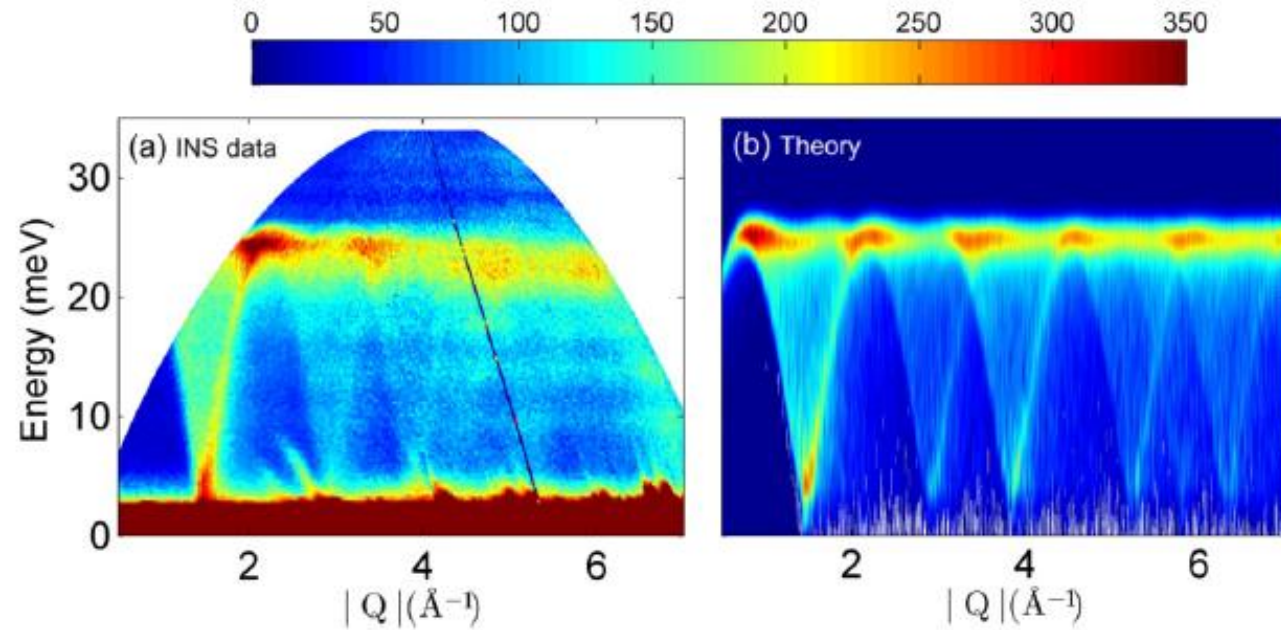 0 50 100 150 200 250 300 350
(a) INS data
(b) Theory
30
20
10
0
Energy (meV)
2 4 6
2 4 6
| Q |(Å⁻¹)
| Q |(Å⁻¹)